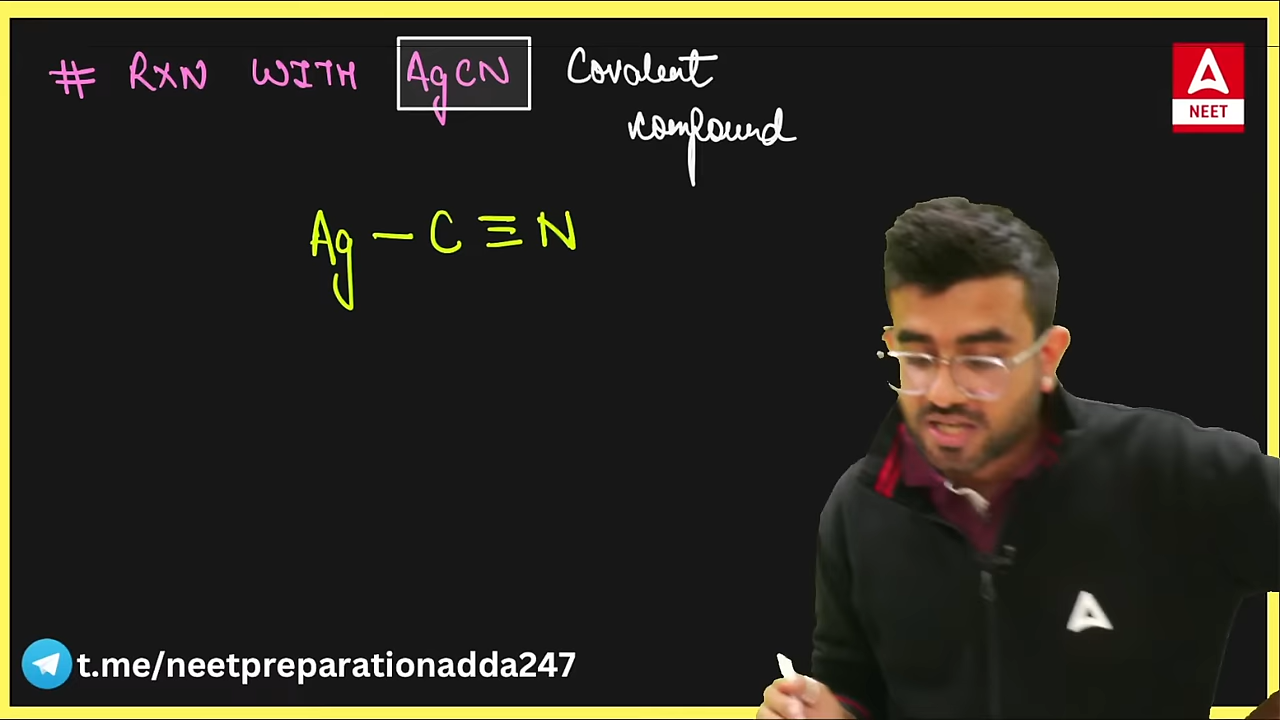 # RXN WITH AgCN Covalent
compound
Ag - C ≡ N
A
NEET
t.me/neetpreparationadda247